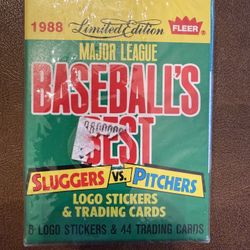 1988 Limited Edition FLEER
MAJOR LEAGUE
BASEBALL'S
BEST
SLUGGERS VS. PITCHERS
LOGO STICKERS
& TRADING CARDS
LOGO STICKERS & 44 TRADING CARDS